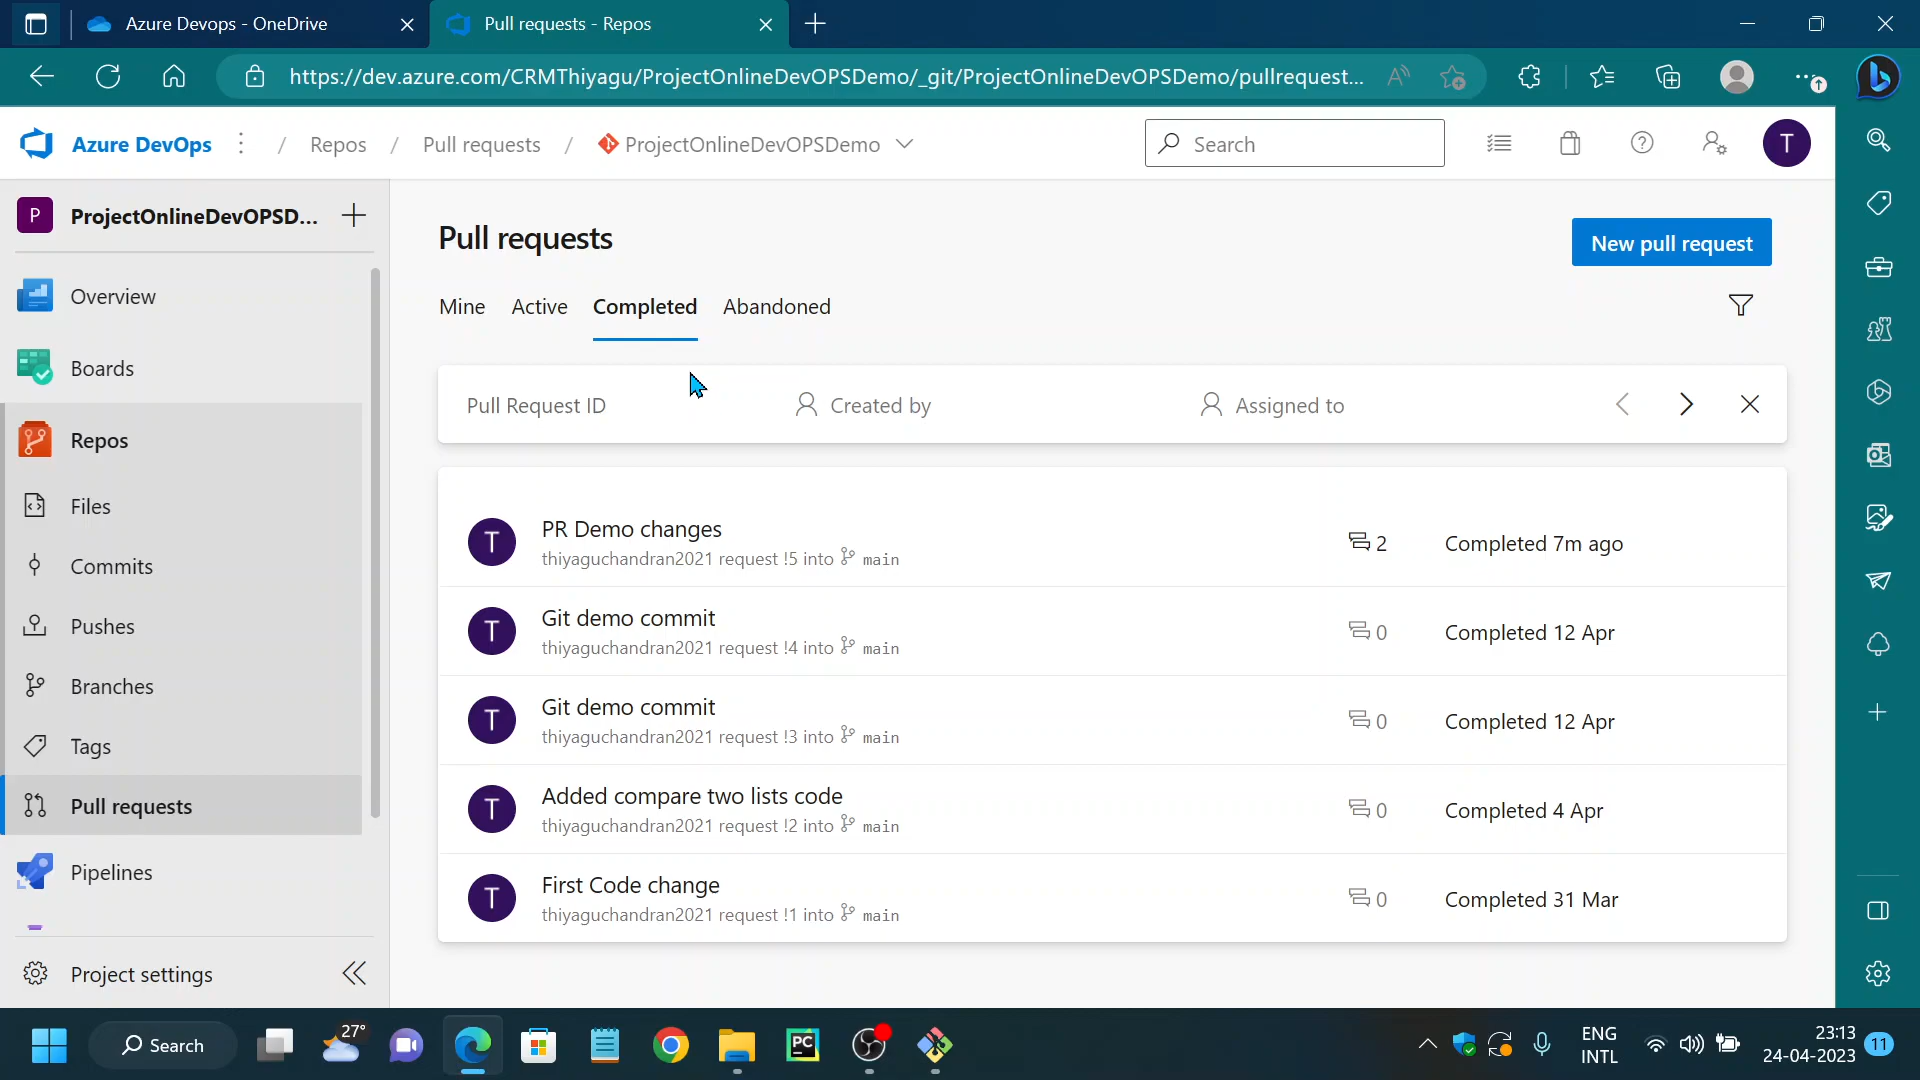 Azure Devops - OneDrive
Pull requests - Repos
https://dev.azure.com/CRMThiyagu/ProjectOnlineDevOPSDemo/_git/ProjectOnlineDevOPSDemo/pullrequest...
Azure DevOps / Repos / Pull requests / ProjectOnlineDevOPSDemo
Search
T
P ProjectOnlineDevOPSD...
Overview
Boards
Repos
Files
Commits
Pushes
Branches
Tags
Pull requests
Pipelines
Project settings
Pull requests
New pull request
Mine Active Completed Abandoned
Pull Request ID Created by Assigned to
T PR Demo changes
thiyaguchandran2021 request !5 into main
2 Completed 7m ago
T Git demo commit
thiyaguchandran2021 request !4 into main
0 Completed 12 Apr
T Git demo commit
thiyaguchandran2021 request !3 into main
0 Completed 12 Apr
T Added compare two lists code
thiyaguchandran2021 request !2 into main
0 Completed 4 Apr
T First Code change
thiyaguchandran2021 request !1 into main
0 Completed 31 Mar
Search
27°
PC
ENG
INTL
23:13
24-04-2023
11